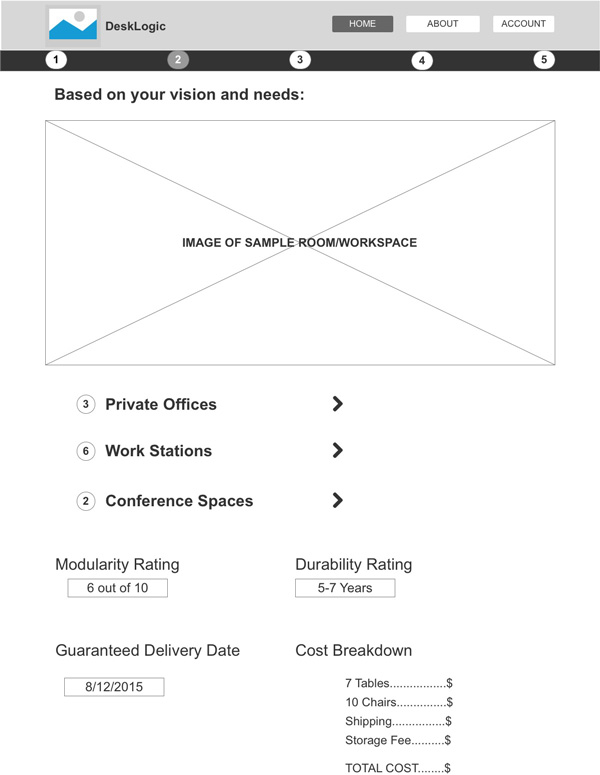 DeskLogic
HOME
ABOUT
ACCOUNT
1
2
3
4
5
Based on your vision and needs:
IMAGE OF SAMPLE ROOM/WORKSPACE
3 Private Offices
6 Work Stations
2 Conference Spaces
Modularity Rating
6 out of 10
Durability Rating
5-7 Years
Guaranteed Delivery Date
8/12/2015
Cost Breakdown
7 Tables.................$
10 Chairs...............$
Shipping................$
Storage Fee..........$
TOTAL COST........$